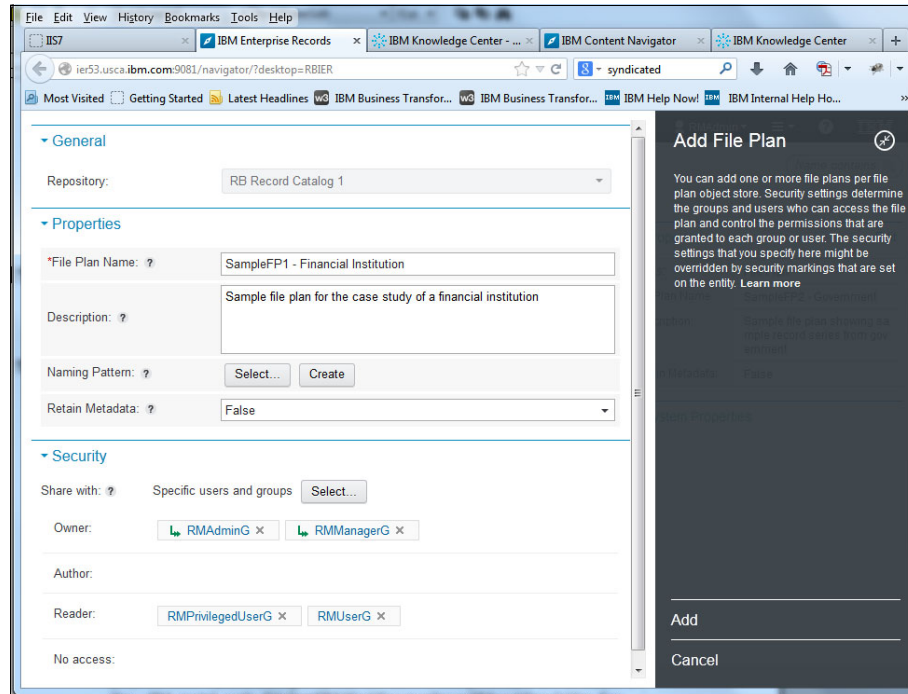 File Edit View History Bookmarks Tools Help
IIS7 × IBM Enterprise Records × IBM Knowledge Center - ... × IBM Content Navigator × IBM Knowledge Center × +
ier53.usca.ibm.com:9081/navigator/?desktop=RBIER
8 syndicated
Most Visited Getting Started Latest Headlines w3 IBM Business Transfor... w3 IBM Business Transfor... IBM IBM Help Now! IBM IBM Internal Help Ho... »
General
Repository: RB Record Catalog 1
Properties
*File Plan Name: ? SampleFP1 - Financial Institution
Description: ? Sample file plan for the case study of a financial institution
Naming Pattern: ? Select... Create
Retain Metadata: ? False
Security
Share with: ? Specific users and groups Select...
Owner: RMAdminG × RMManagerG ×
Author:
Reader: RMPrivilegedUserG × RMUserG ×
No access:
Add File Plan
You can add one or more file plans per file
plan object store. Security settings determine
the groups and users who can access the file
plan and control the permissions that are
granted to each group or user. The security
settings that you specify here might be
overridden by security markings that are set
on the entity. Learn more
Add
Cancel